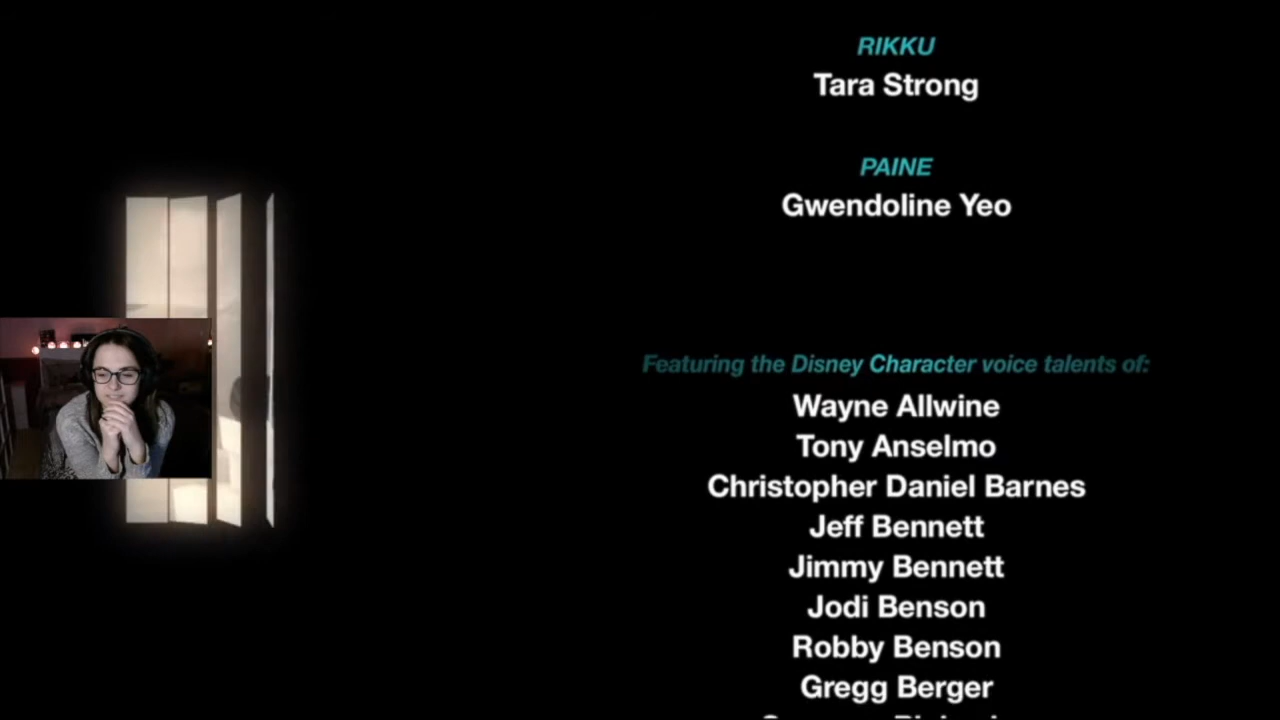 RIKKU
Tara Strong
PAINE
Gwendoline Yeo
Featuring the Disney Character voice talents of:
Wayne Allwine
Tony Anselmo
Christopher Daniel Barnes
Jeff Bennett
Jimmy Bennett
Jodi Benson
Robby Benson
Gregg Berger